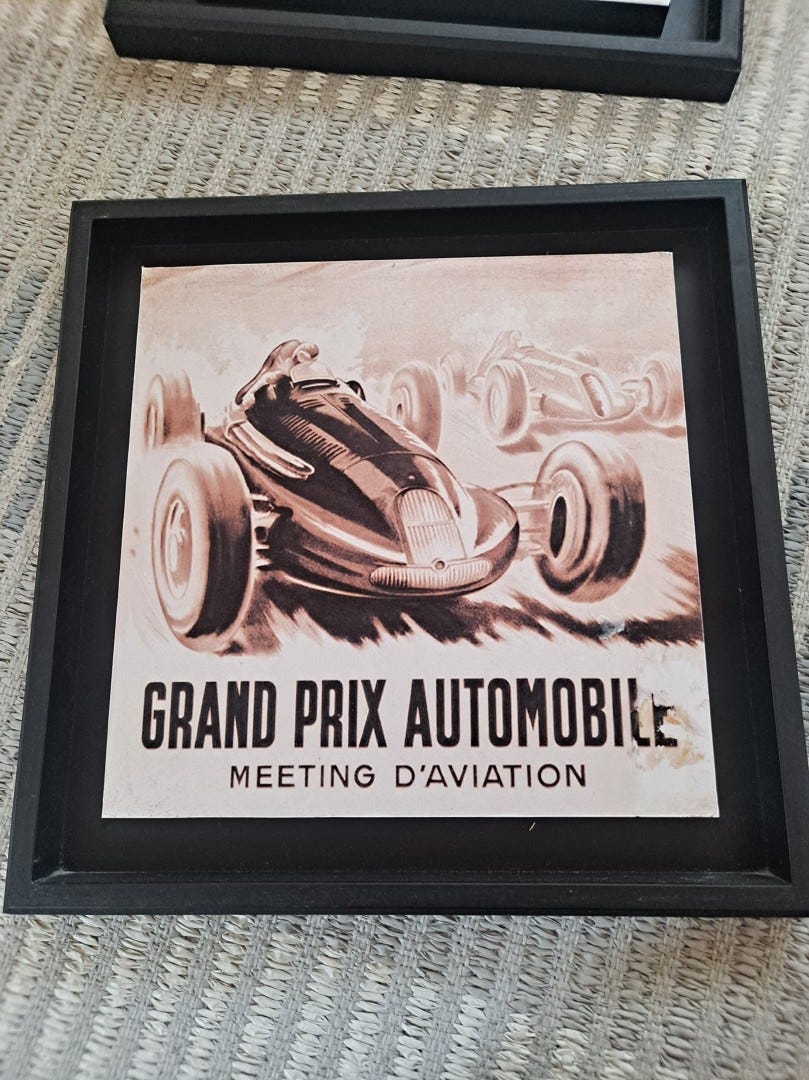 GRAND PRIX AUTOMOBILE
MEETING D'AVIATION